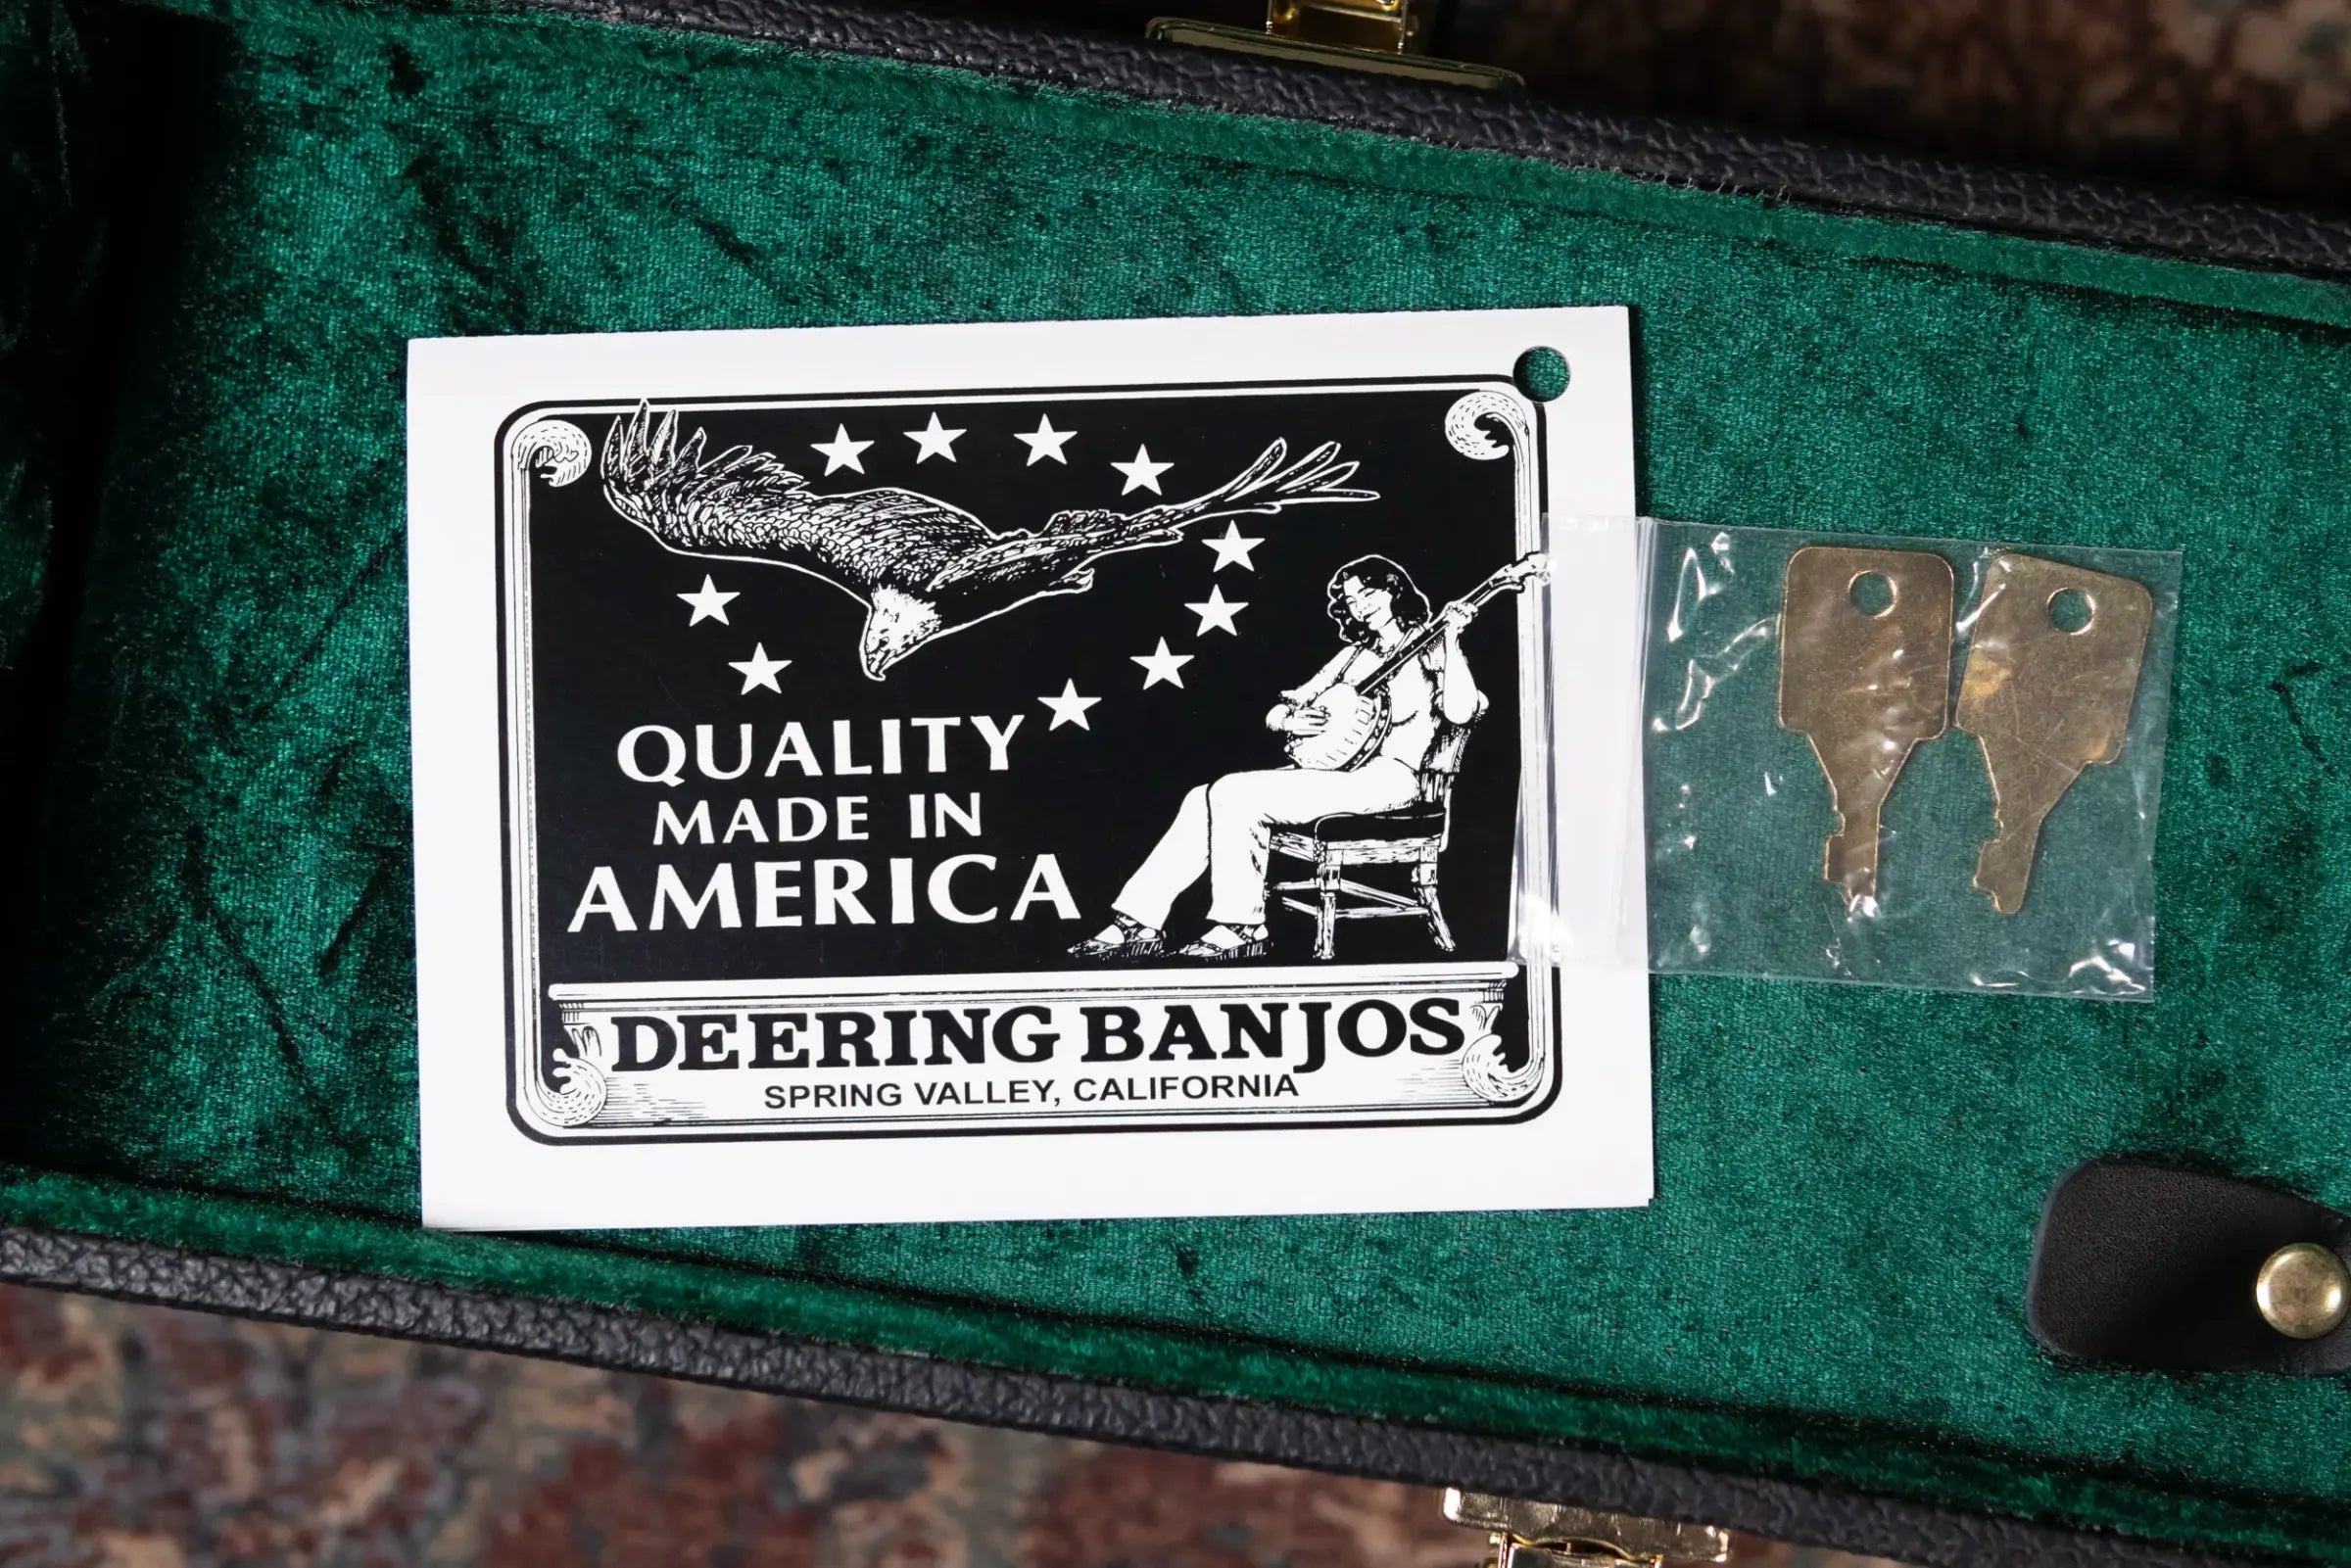 QUALITY
MADE IN
AMERICA
DEERING BANJOS
SPRING VALLEY, CALIFORNIA